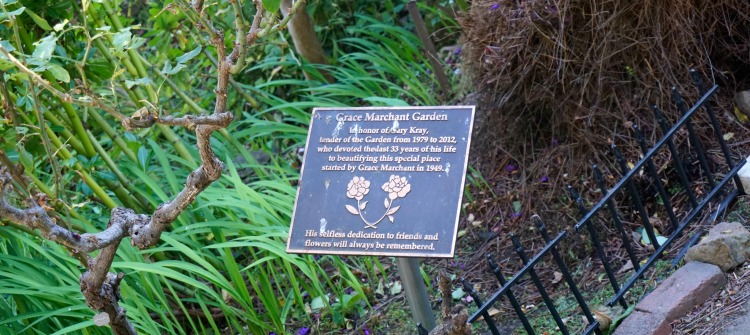 Grace Marchant Garden
In honor of Gary Kray,
tender of the Garden from 1979 to 2012,
who devoted the last 33 years of his life
to beautifying this special place
started by Grace Marchant in 1949.
His selfless dedication to friends and
flowers will always be remembered.